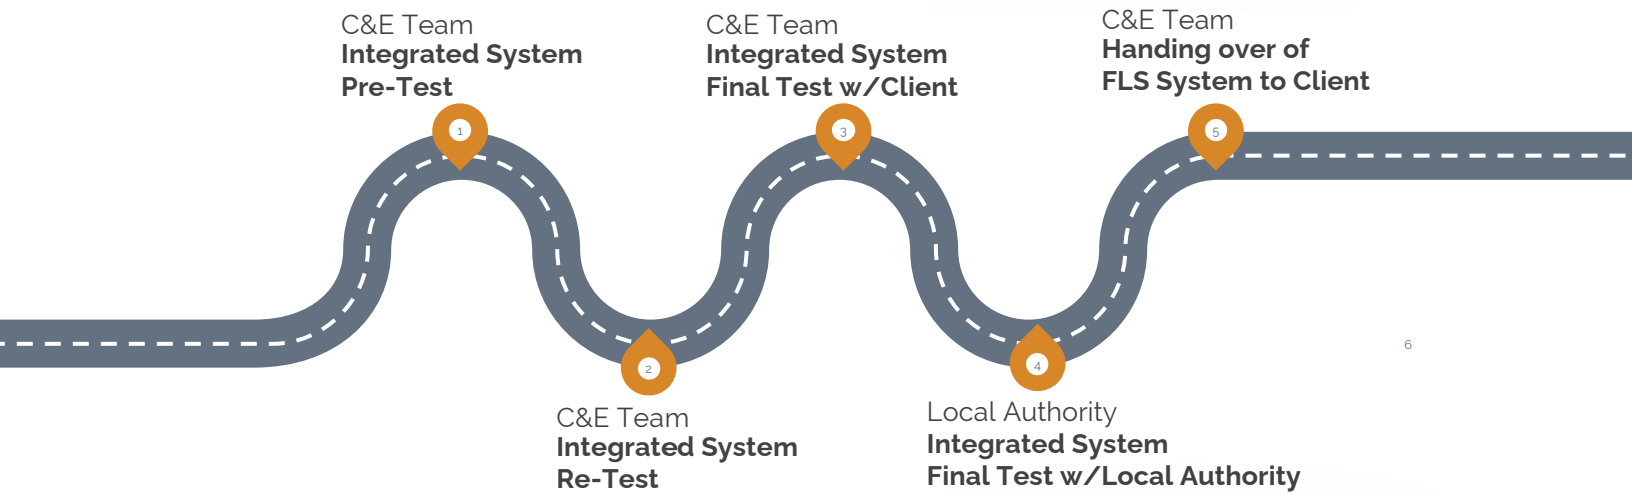 C&E Team
Integrated System
Pre-Test
1
C&E Team
Integrated System
Re-Test
2
C&E Team
Integrated System
Final Test w/Client
3
Local Authority
Integrated System
Final Test w/Local Authority
4
C&E Team
Handing over of
FLS System to Client
5
6